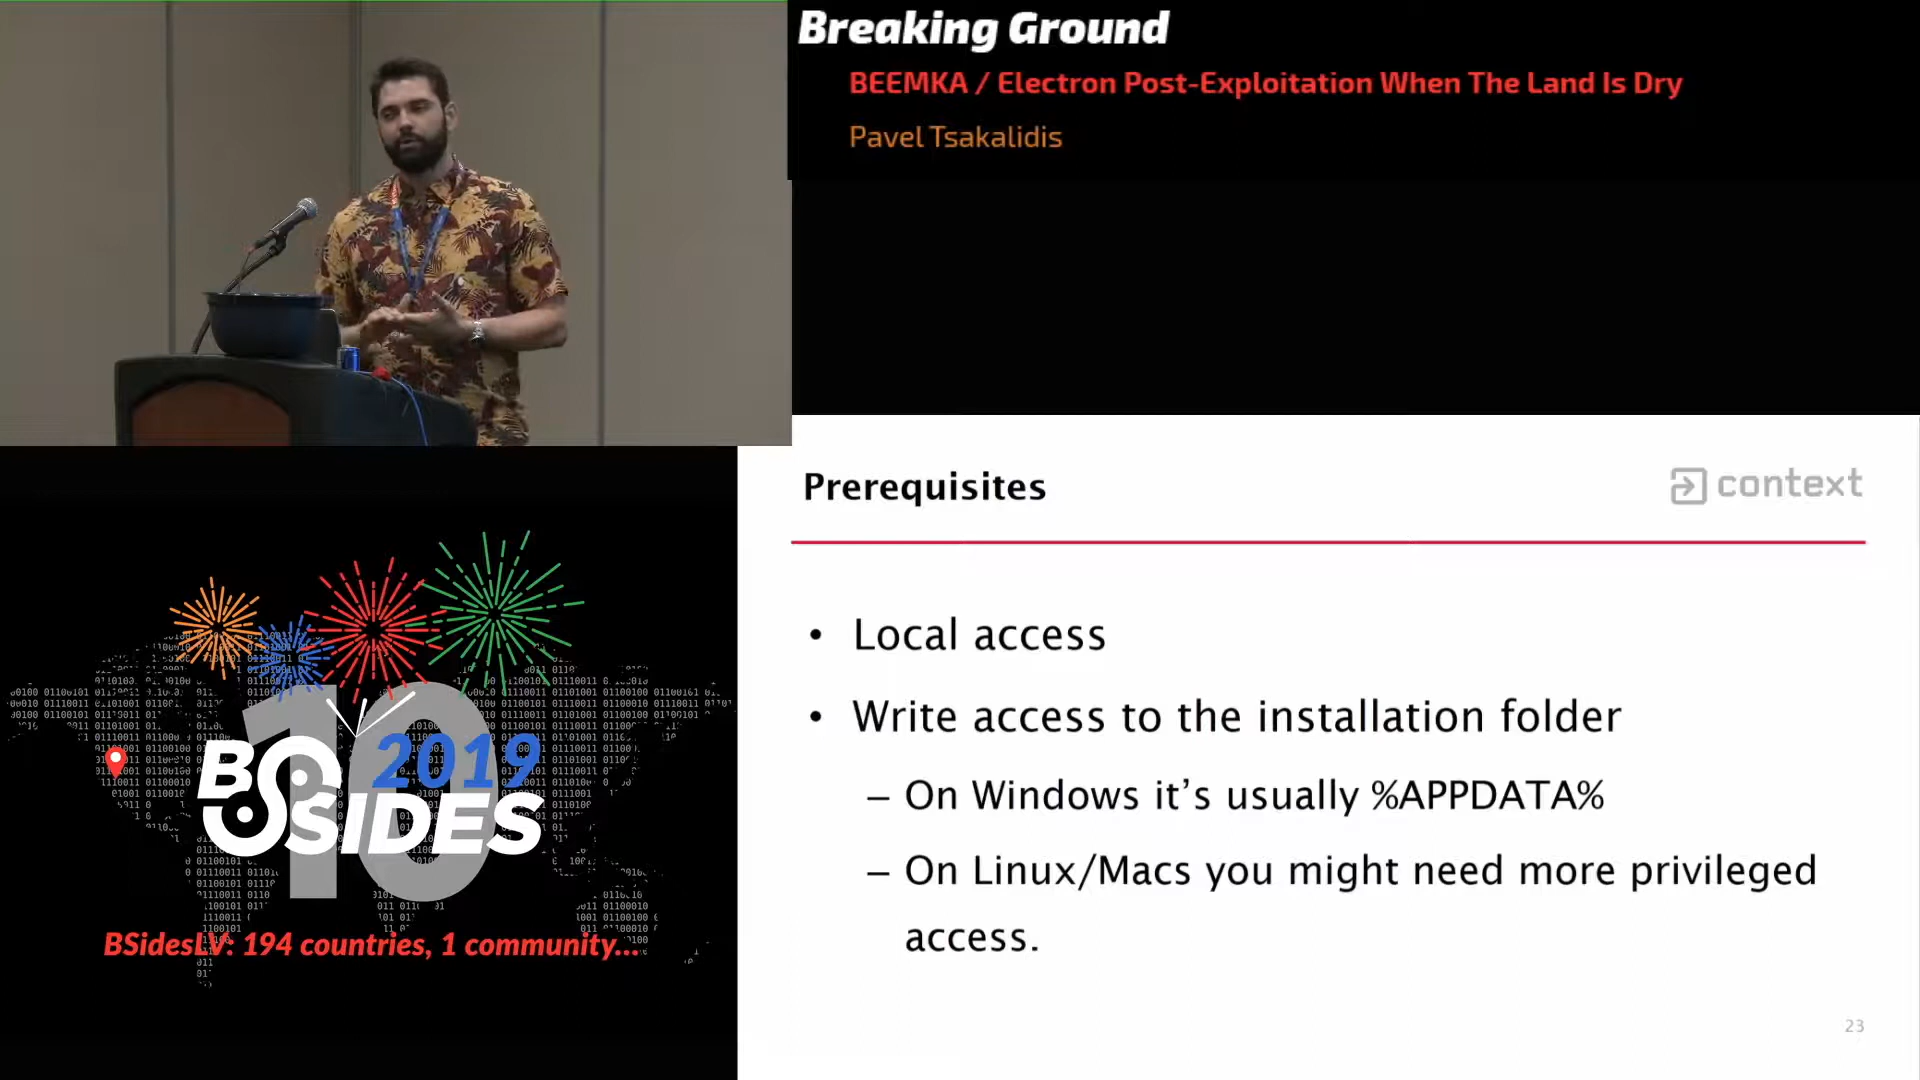 Breaking Ground
BEEMKA / Electron Post-Exploitation When The Land Is Dry
Pavel Tsakalidis
Prerequisites
context
• Local access
• Write access to the installation folder
– On Windows it’s usually %APPDATA%
– On Linux/Macs you might need more privileged
access.
23
10
2019
BSIDES
BSidesLV: 194 countries, 1 community...